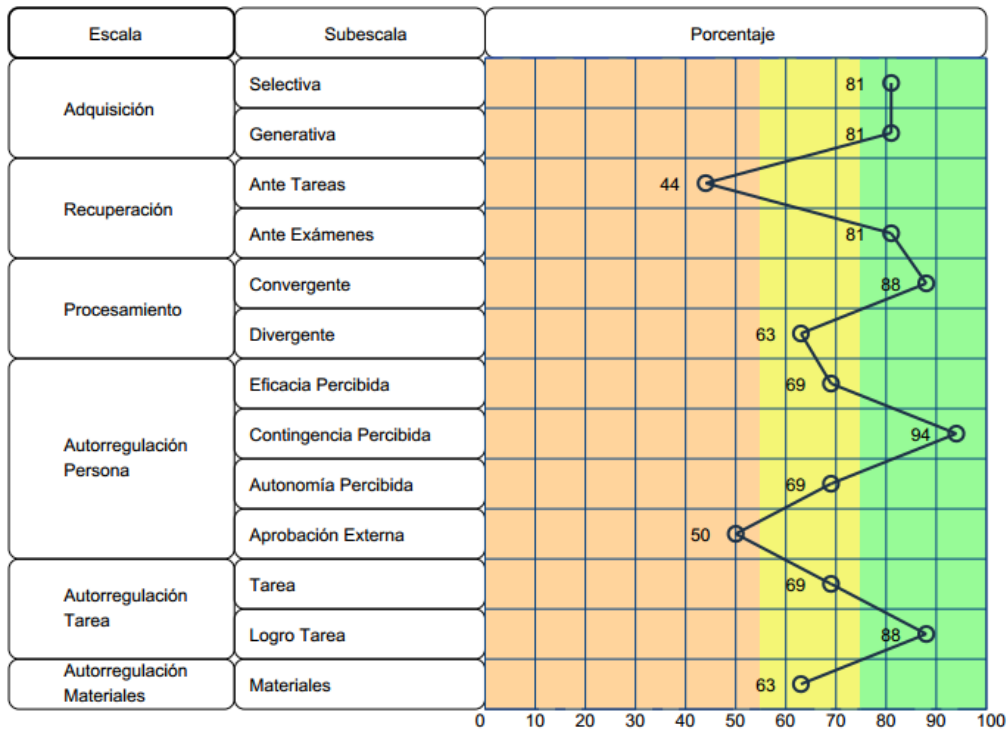 Escala Subescala Porcentaje
Adquisición
Selectiva 81
Generativa 81
Recuperación
Ante Tareas 44
Ante Exámenes 81
Procesamiento
Convergente 88
Divergente 63
Autorregulación
Persona
Eficacia Percibida 69
Contingencia Percibida 94
Autonomía Percibida 69
Aprobación Externa 50
Autorregulación
Tarea
Tarea 69
Logro Tarea 88
Autorregulación
Materiales
Materiales 63
0 10 20 30 40 50 60 70 80 90 100